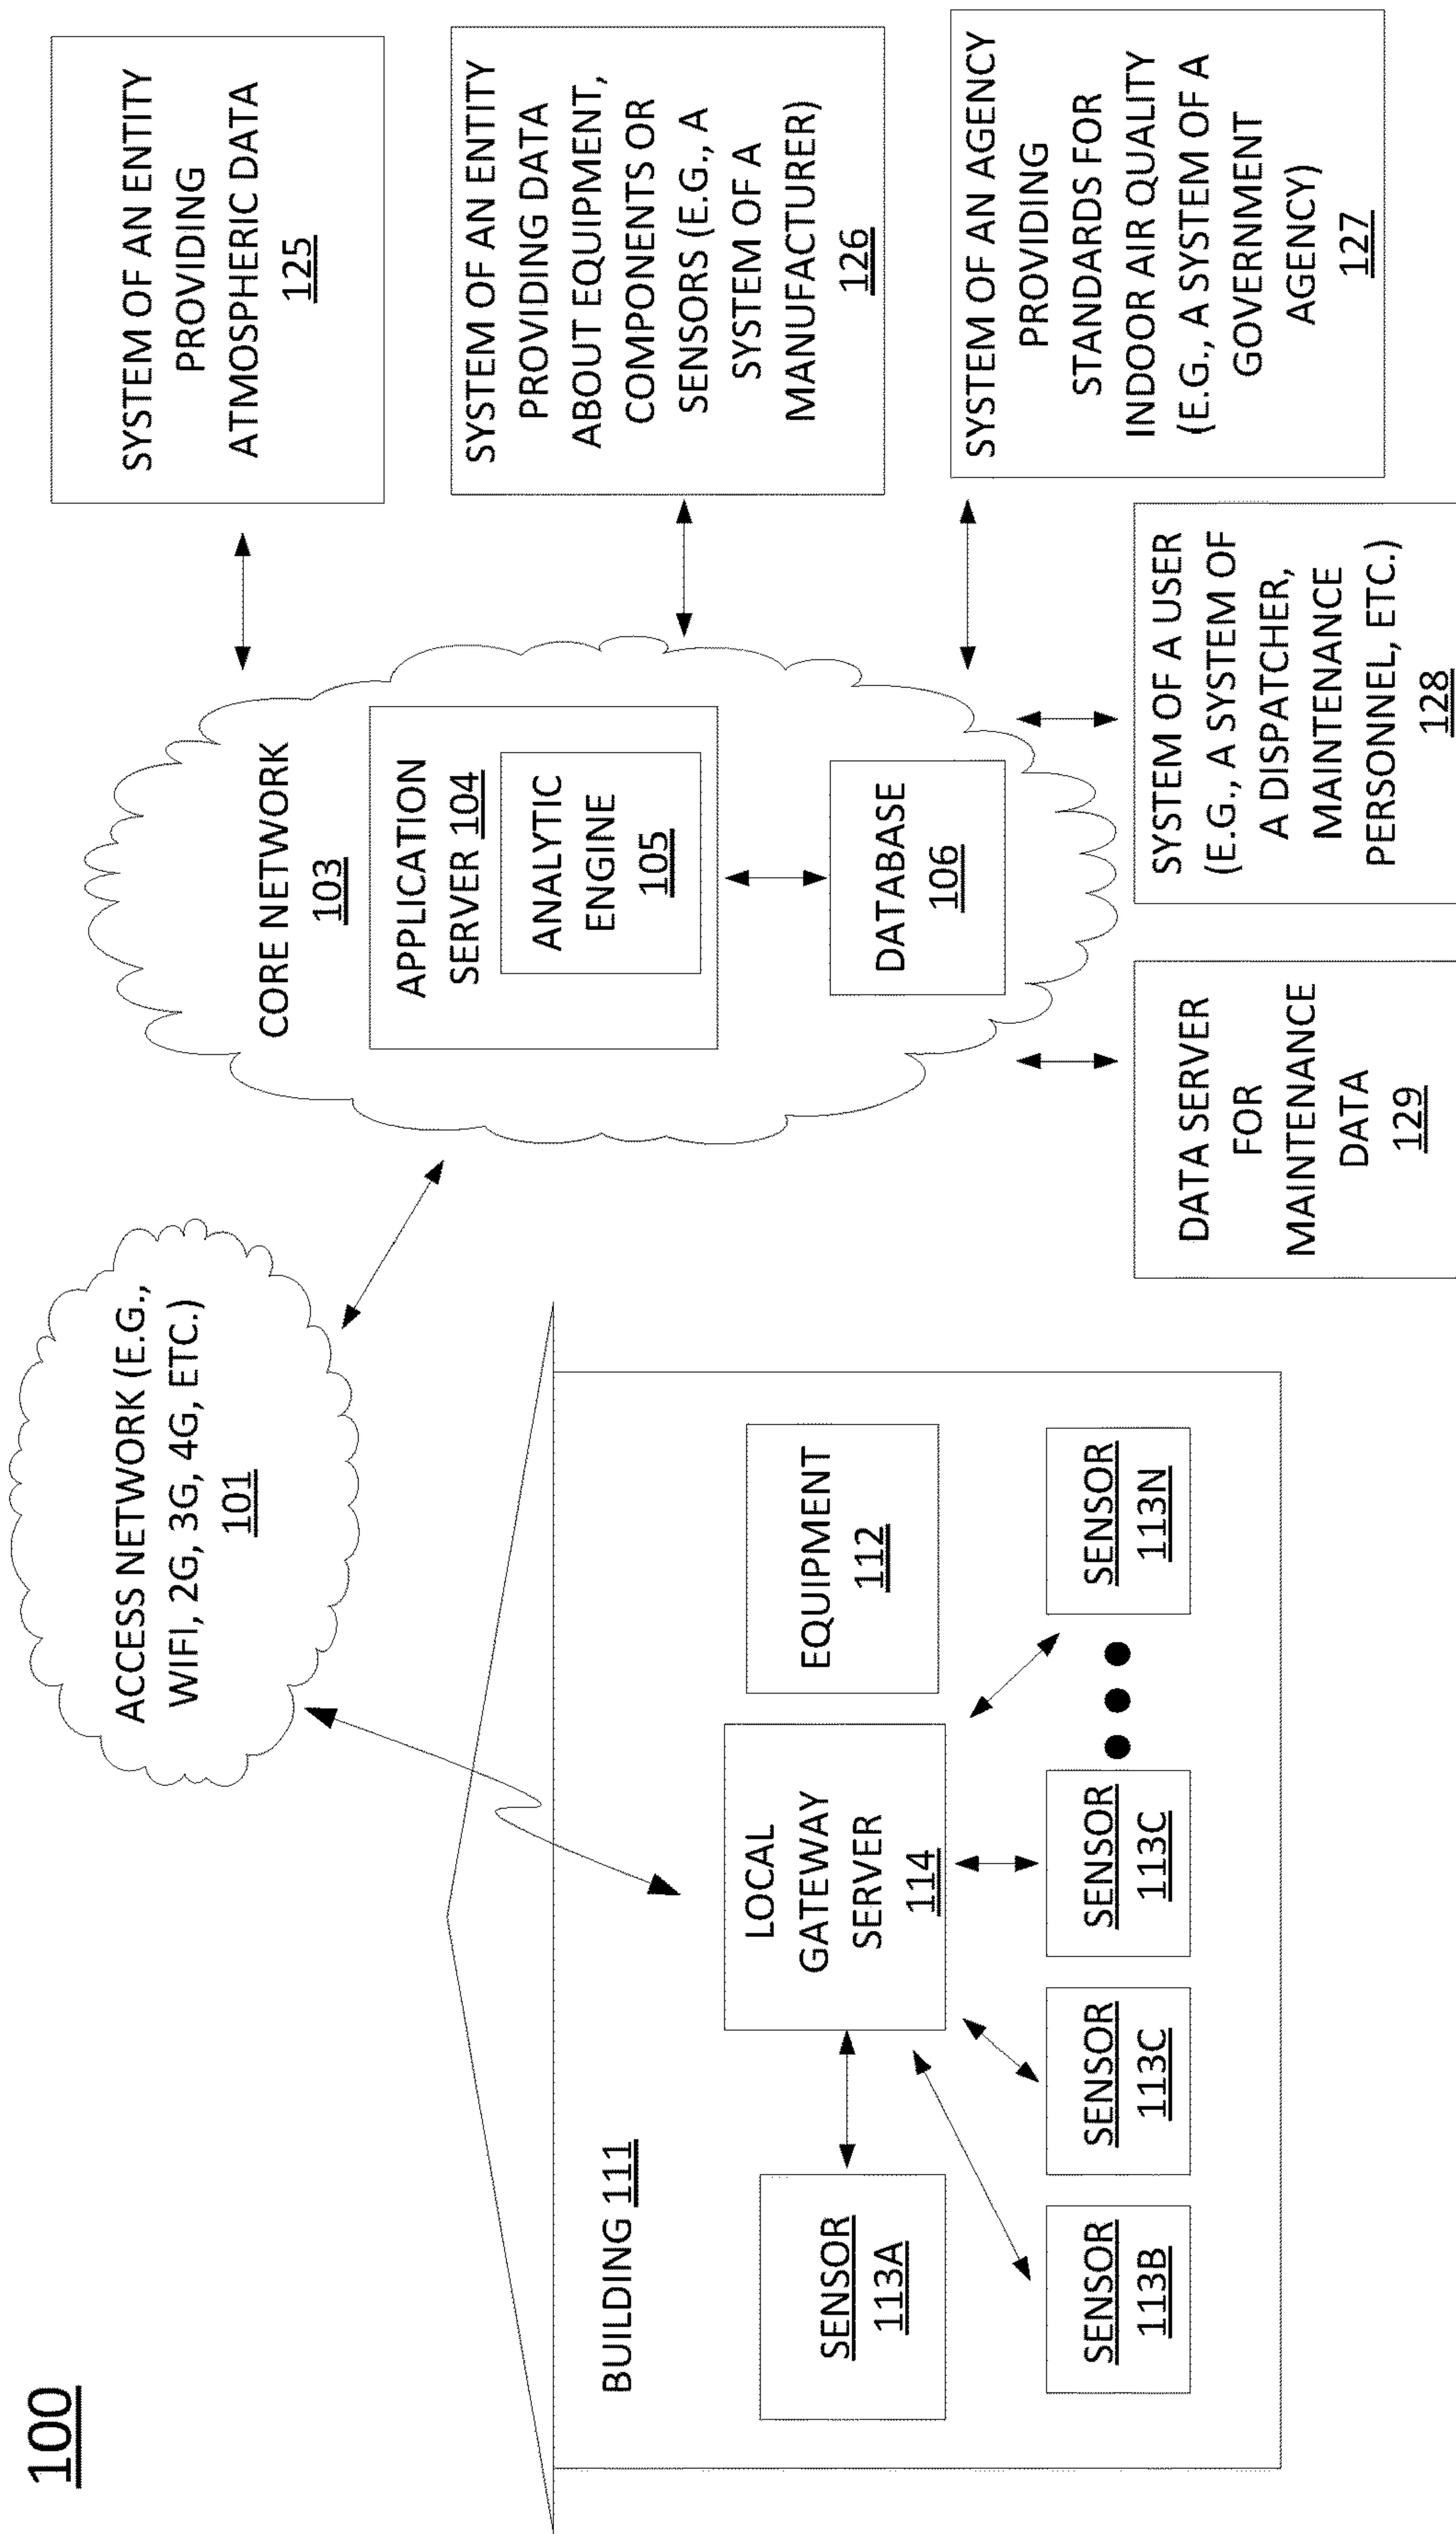 100
ACCESS NETWORK (E.G.,
WIFI, 2G, 3G, 4G, ETC.)
101
BUILDING 111
SENSOR
113A
LOCAL
GATEWAY
SERVER
114
EQUIPMENT
112
SENSOR
113B
SENSOR
113C
SENSOR
113C
SENSOR
113N
CORE NETWORK
103
APPLICATION
SERVER 104
ANALYTIC
ENGINE
105
DATABASE
106
SYSTEM OF AN ENTITY
PROVIDING
ATMOSPHERIC DATA
125
SYSTEM OF AN ENTITY
PROVIDING DATA
ABOUT EQUIPMENT,
COMPONENTS OR
SENSORS (E.G., A
SYSTEM OF A
MANUFACTURER)
126
SYSTEM OF AN AGENCY
PROVIDING
STANDARDS FOR
INDOOR AIR QUALITY
(E.G., A SYSTEM OF A
GOVERNMENT
AGENCY)
127
DATA SERVER
FOR
MAINTENANCE
DATA
129
SYSTEM OF A USER
(E.G., A SYSTEM OF
A DISPATCHER,
MAINTENANCE
PERSONNEL, ETC.)
128